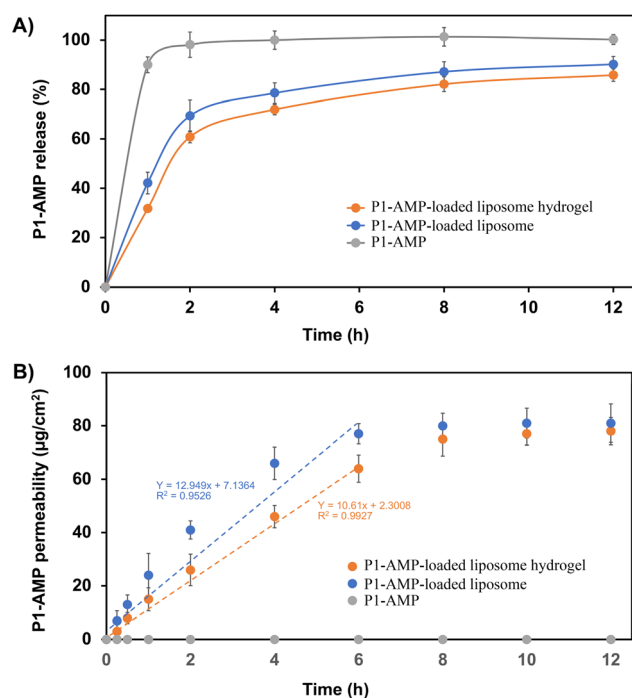 A)
P1-AMP release (%)
100
80
60
40
20
0
P1-AMP-loaded liposome hydrogel
P1-AMP-loaded liposome
P1-AMP
0 2 4 6 8 10 12
Time (h)
B)
P1-AMP permeability (µg/cm²)
100
80
60
40
20
0
Y = 12.949x + 7.1364
R² = 0.9526
Y = 10.61x + 2.3008
R² = 0.9927
P1-AMP-loaded liposome hydrogel
P1-AMP-loaded liposome
P1-AMP
0 2 4 6 8 10 12
Time (h)